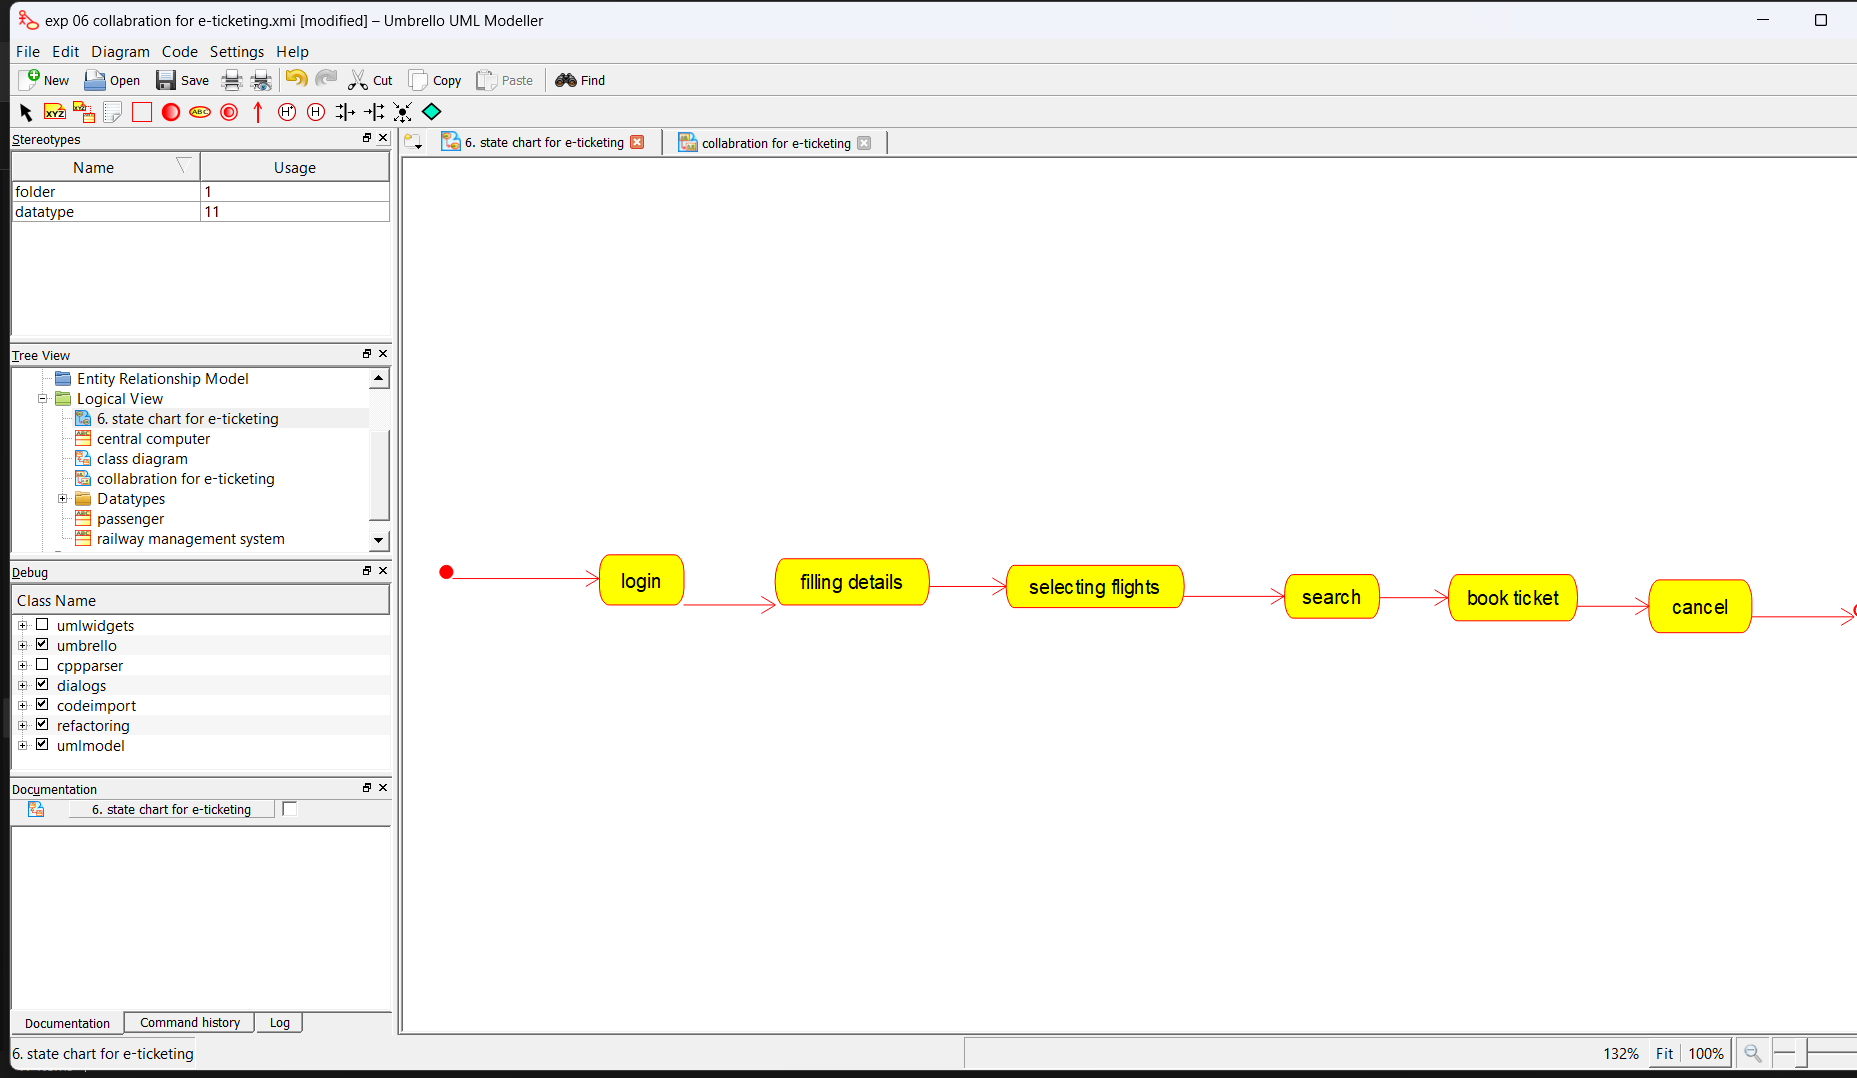 exp 06 collabration for e-ticketing.xmi [modified] – Umbrello UML Modeller
File Edit Diagram Code Settings Help
New Open Save Cut Copy Paste Find
XYZ XYZ ABC H* H
Stereotypes
Name Usage
folder 1
datatype 11
6. state chart for e-ticketing
collabration for e-ticketing
Tree View
Entity Relationship Model
Logical View
6. state chart for e-ticketing
central computer
class diagram
collabration for e-ticketing
Datatypes
passenger
railway management system
login
filling details
selecting flights
search
book ticket
cancel
Debug
Class Name
umlwidgets
umbrello
cppparser
dialogs
codeimport
refactoring
umlmodel
Documentation
6. state chart for e-ticketing
Documentation Command history Log
6. state chart for e-ticketing
132% Fit 100%